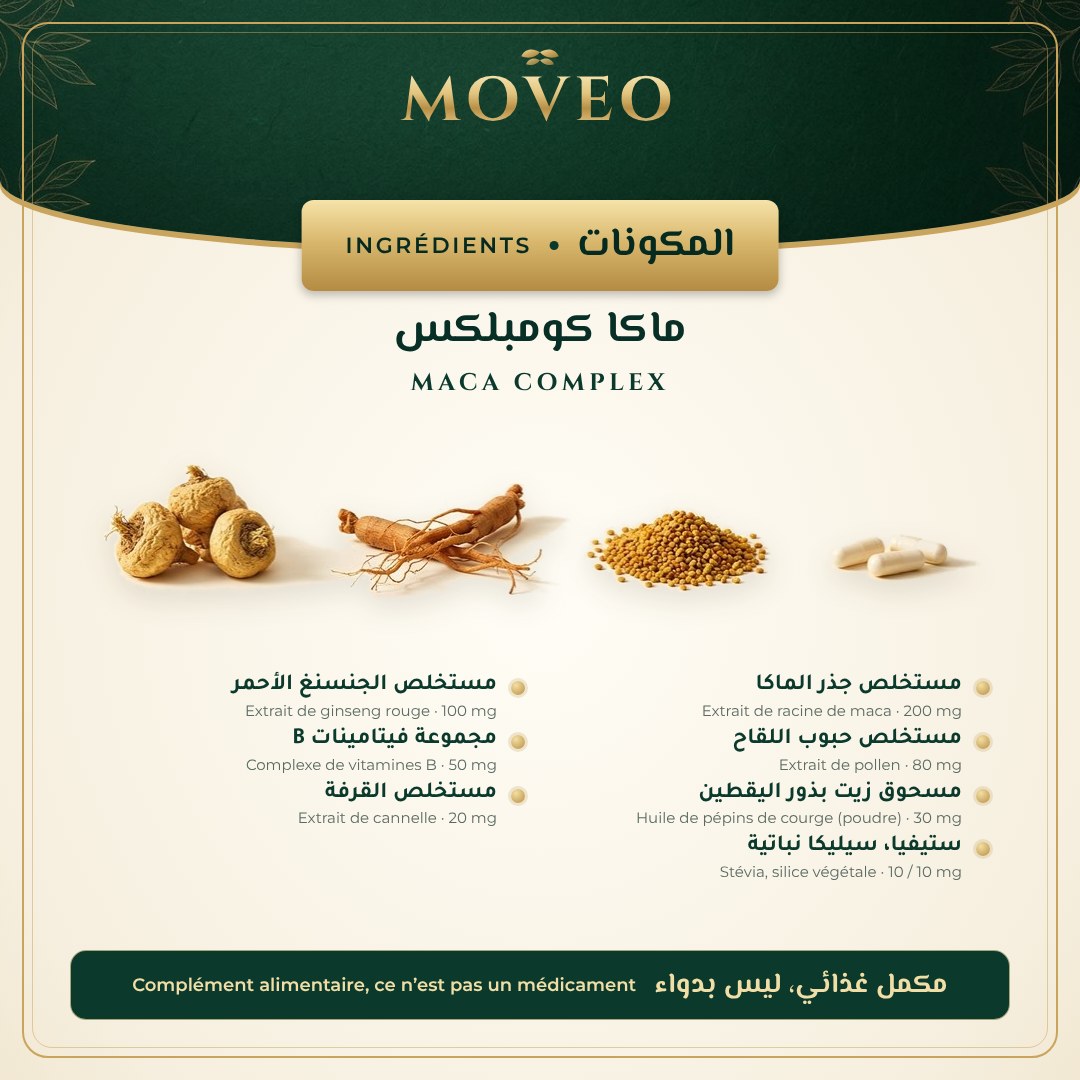 MOVEO
المكونات • INGRÉDIENTS
ماكا كومبلكس
MACA COMPLEX
مستخلص جذر الماكا
Extrait de racine de maca · 200 mg
مستخلص حبوب اللقاح
Extrait de pollen · 80 mg
مسحوق زيت بذور اليقطين
Huile de pépins de courge (poudre) · 30 mg
ستيفيا، سيليكا نباتية
Stévia, silice végétale · 10 / 10 mg
مستخلص الجنسنغ الأحمر
Extrait de ginseng rouge · 100 mg
مجموعة فيتامينات B
Complexe de vitamines B · 50 mg
مستخلص القرفة
Extrait de cannelle · 20 mg
مكمل غذائي، ليس بدواء Complément alimentaire, ce n’est pas un médicament